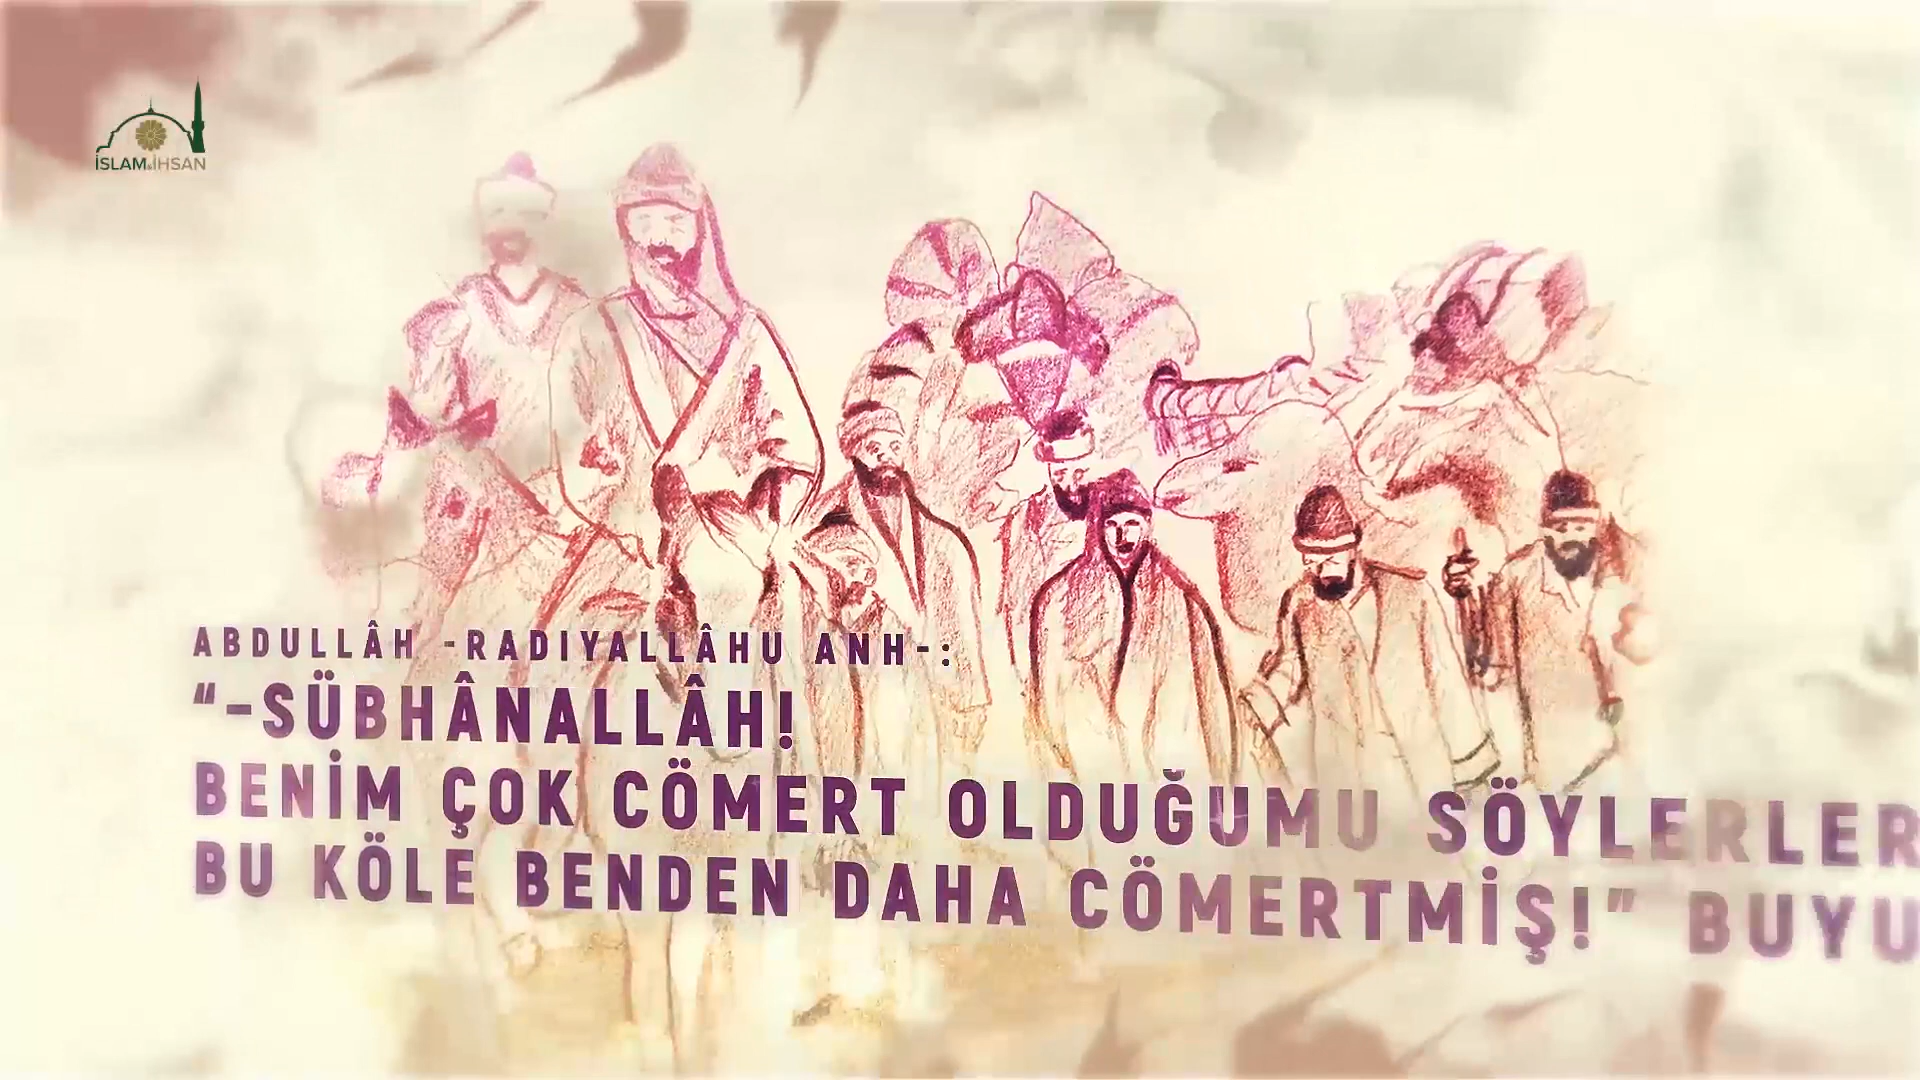 İSLAM&İHSAN
ABDULLÂH -RADIYALLÂHU ANH-:
“-SÜBHÂNALLÂH!
BENİM ÇOK CÖMERT OLDUĞUMU SÖYLERLER
BU KÖLE BENDEN DAHA CÖMERTMİŞ!” BUYU